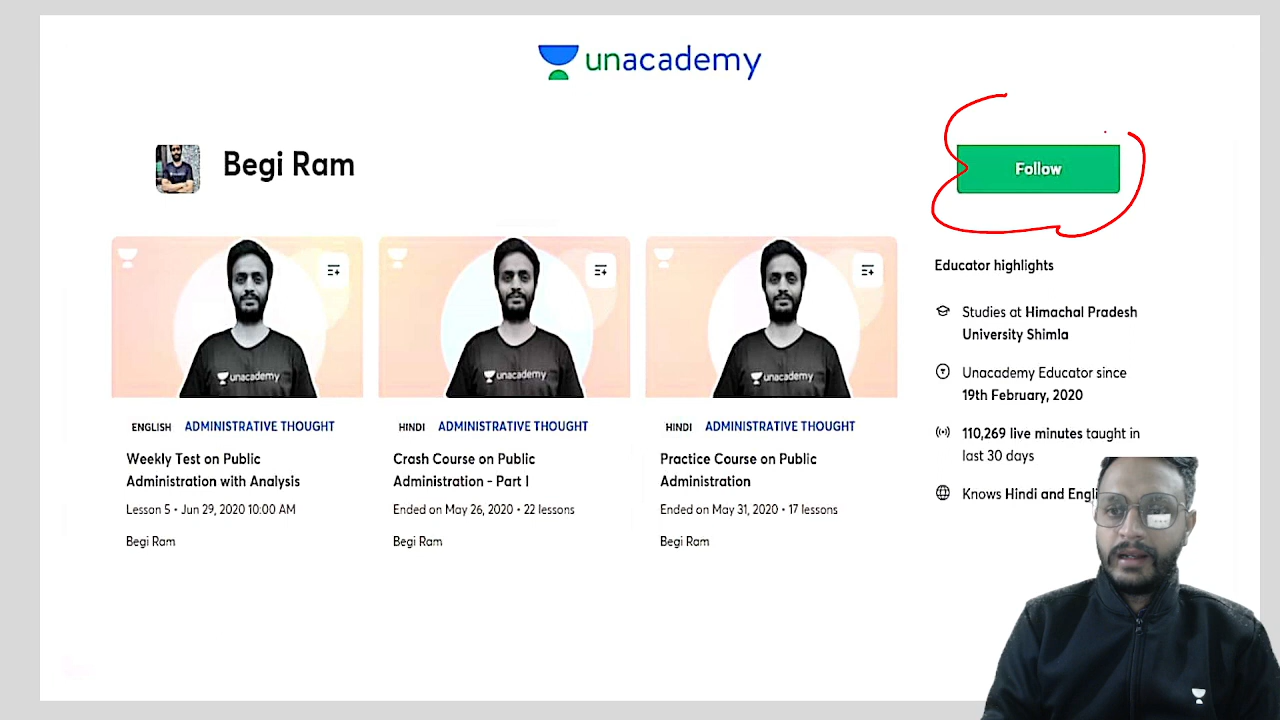 unacademy
Begi Ram
Follow
unacademy
unacademy
unacademy
ENGLISH ADMINISTRATIVE THOUGHT
Weekly Test on Public
Administration with Analysis
Lesson 5 • Jun 29, 2020 10:00 AM
Begi Ram
HINDI ADMINISTRATIVE THOUGHT
Crash Course on Public
Administration - Part I
Ended on May 26, 2020 • 22 lessons
Begi Ram
HINDI ADMINISTRATIVE THOUGHT
Practice Course on Public
Administration
Ended on May 31, 2020 • 17 lessons
Begi Ram
Educator highlights
Studies at Himachal Pradesh
University Shimla
Unacademy Educator since
19th February, 2020
110,269 live minutes taught in
last 30 days
Knows Hindi and Engli